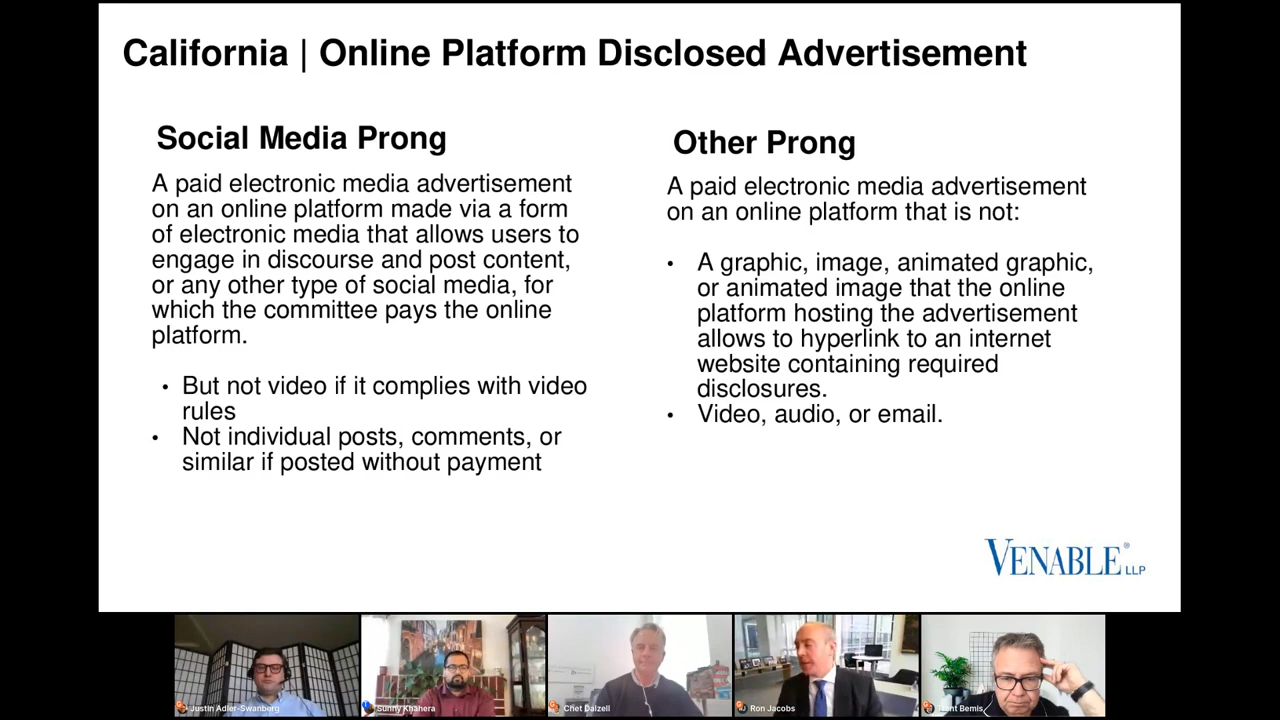 California | Online Platform Disclosed Advertisement
Social Media Prong
A paid electronic media advertisement
on an online platform made via a form
of electronic media that allows users to
engage in discourse and post content,
or any other type of social media, for
which the committee pays the online
platform.
• But not video if it complies with video
rules
• Not individual posts, comments, or
similar if posted without payment
Other Prong
A paid electronic media advertisement
on an online platform that is not:
• A graphic, image, animated graphic,
or animated image that the online
platform hosting the advertisement
allows to hyperlink to an internet
website containing required
disclosures.
• Video, audio, or email.
VENABLE® LLP
Justin Adler-Swanberg
Sunny Khahera
Chet Dalzell
Ron Jacobs
Bemis